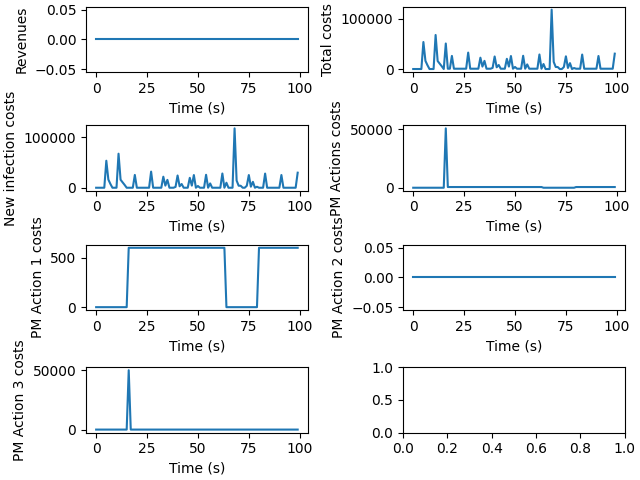 Revenues
0.05
0.00
−0.05
0 25 50 75 100
Time (s)
Total costs
100000
0
0 25 50 75 100
Time (s)
New infection costs
100000
0
0 25 50 75 100
Time (s)
PM Actions costs
50000
0
0 25 50 75 100
Time (s)
PM Action 1 costs
500
0
0 25 50 75 100
Time (s)
PM Action 2 costs
0.05
0.00
−0.05
0 25 50 75 100
Time (s)
PM Action 3 costs
50000
0
0 25 50 75 100
Time (s)
1.0
0.5
0.0
0.0 0.2 0.4 0.6 0.8 1.0